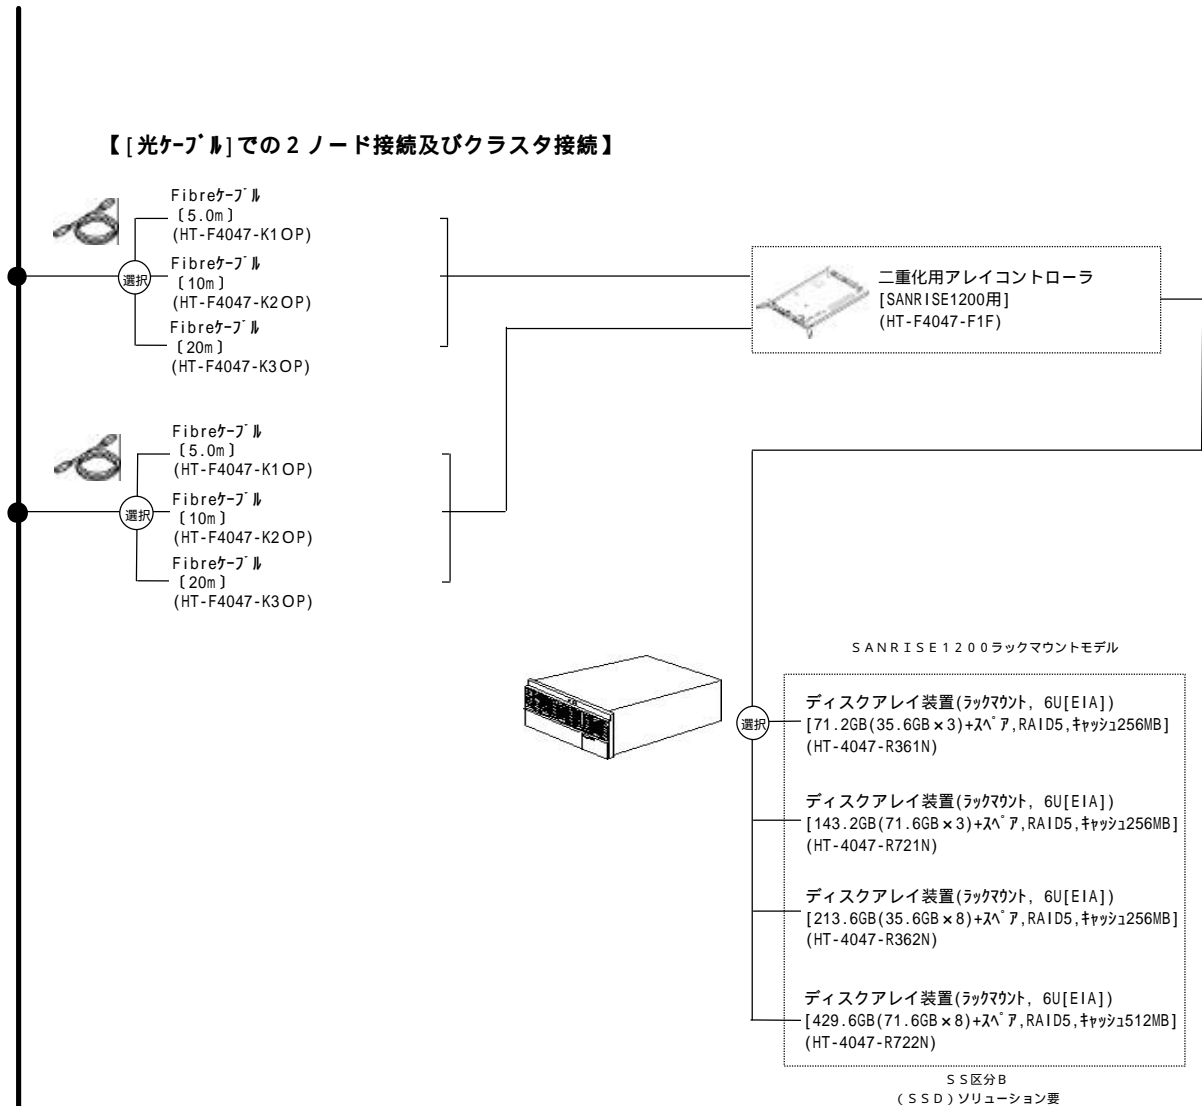 【[光ｹｰﾌﾞﾙ]での２ノード接続及びクラスタ接続】
Fibreｹｰﾌﾞﾙ
〔5.0m〕
(HT-F4047-K1OP)
選択
Fibreｹｰﾌﾞﾙ
〔10m〕
(HT-F4047-K2OP)
Fibreｹｰﾌﾞﾙ
〔20m〕
(HT-F4047-K3OP)
二重化用アレイコントローラ
[SANRISE1200用]
(HT-F4047-F1F)
Fibreｹｰﾌﾞﾙ
〔5.0m〕
(HT-F4047-K1OP)
選択
Fibreｹｰﾌﾞﾙ
〔10m〕
(HT-F4047-K2OP)
Fibreｹｰﾌﾞﾙ
〔20m〕
(HT-F4047-K3OP)
ＳＡＮＲＩＳＥ１２００ラックマウントモデル
選択
ディスクアレイ装置(ﾗｯｸﾏｳﾝﾄ, 6U[EIA])
[71.2GB(35.6GB×3)+ｽﾍﾟｱ,RAID5,ｷｬｯｼｭ256MB]
(HT-4047-R361N)
ディスクアレイ装置(ﾗｯｸﾏｳﾝﾄ, 6U[EIA])
[143.2GB(71.6GB×3)+ｽﾍﾟｱ,RAID5,ｷｬｯｼｭ256MB]
(HT-4047-R721N)
ディスクアレイ装置(ﾗｯｸﾏｳﾝﾄ, 6U[EIA])
[213.6GB(35.6GB×8)+ｽﾍﾟｱ,RAID5,ｷｬｯｼｭ256MB]
(HT-4047-R362N)
ディスクアレイ装置(ﾗｯｸﾏｳﾝﾄ, 6U[EIA])
[429.6GB(71.6GB×8)+ｽﾍﾟｱ,RAID5,ｷｬｯｼｭ512MB]
(HT-4047-R722N)
ＳＳ区分Ｂ
（ＳＳＤ）ソリューション要